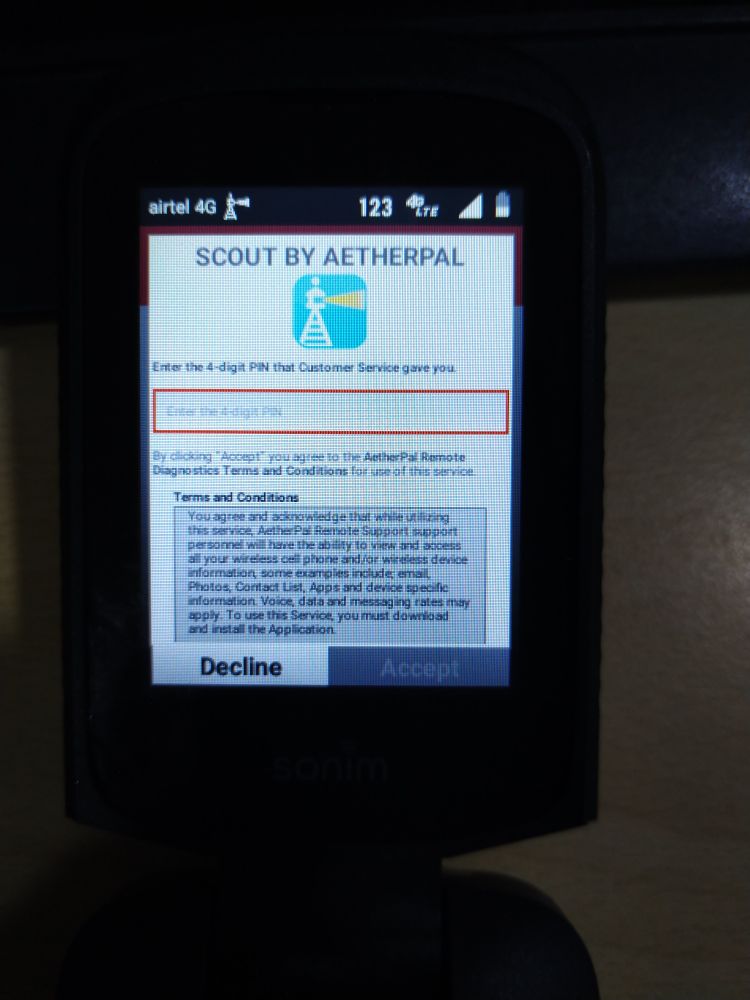 airtel 4G 123 4G LTE
SCOUT BY AETHERPAL
Enter the 4-digit PIN that Customer Service gave you.
Enter the 4-digit PIN
By clicking "Accept" you agree to the AetherPal Remote
Diagnostics Terms and Conditions for use of this service.
Terms and Conditions
You agree and acknowledge that while utilizing
this service, AetherPal Remote Support support
personnel will have the ability to view and access
all your wireless cell phone and/or wireless device
information, some examples include, email,
Photos, Contact List, Apps and device specific
information. Voice, data and messaging rates may
apply. To use this Service, you must download
and install the Application.
Decline Accept
sonim